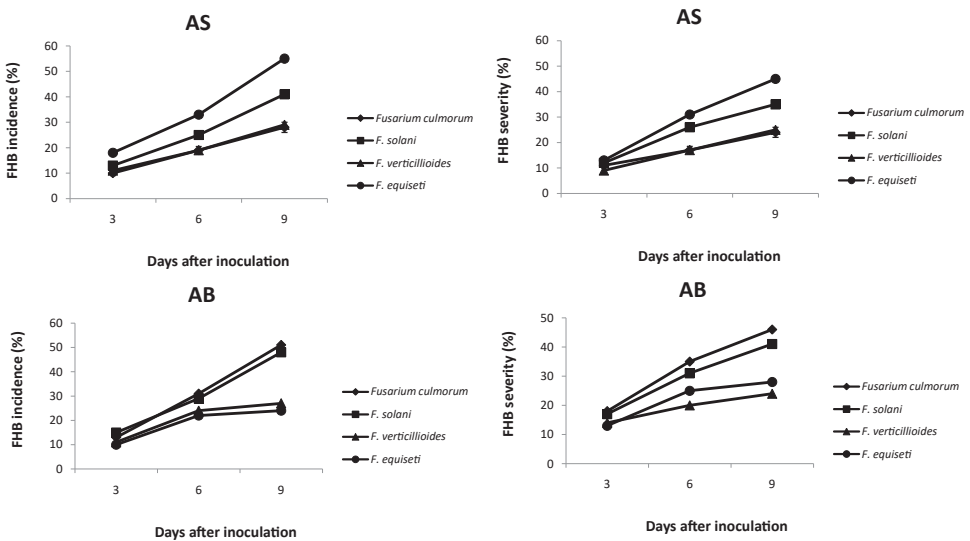 AS
FHB incidence (%)
60
50
40
30
20
10
0
3 6 9
Days after inoculation
Fusarium culmorum
F. solani
F. verticillioides
F. equiseti
AS
FHB severity (%)
60
50
40
30
20
10
0
3 6 9
Days after inoculation
Fusarium culmorum
F. solani
F. verticillioides
F. equiseti
AB
FHB incidence (%)
60
50
40
30
20
10
0
3 6 9
Days after inoculation
Fusarium culmorum
F. solani
F. verticillioides
F. equiseti
AB
FHB severity (%)
50
40
30
20
10
0
3 6 9
Days after inoculation
Fusarium culmorum
F. solani
F. verticillioides
F. equiseti